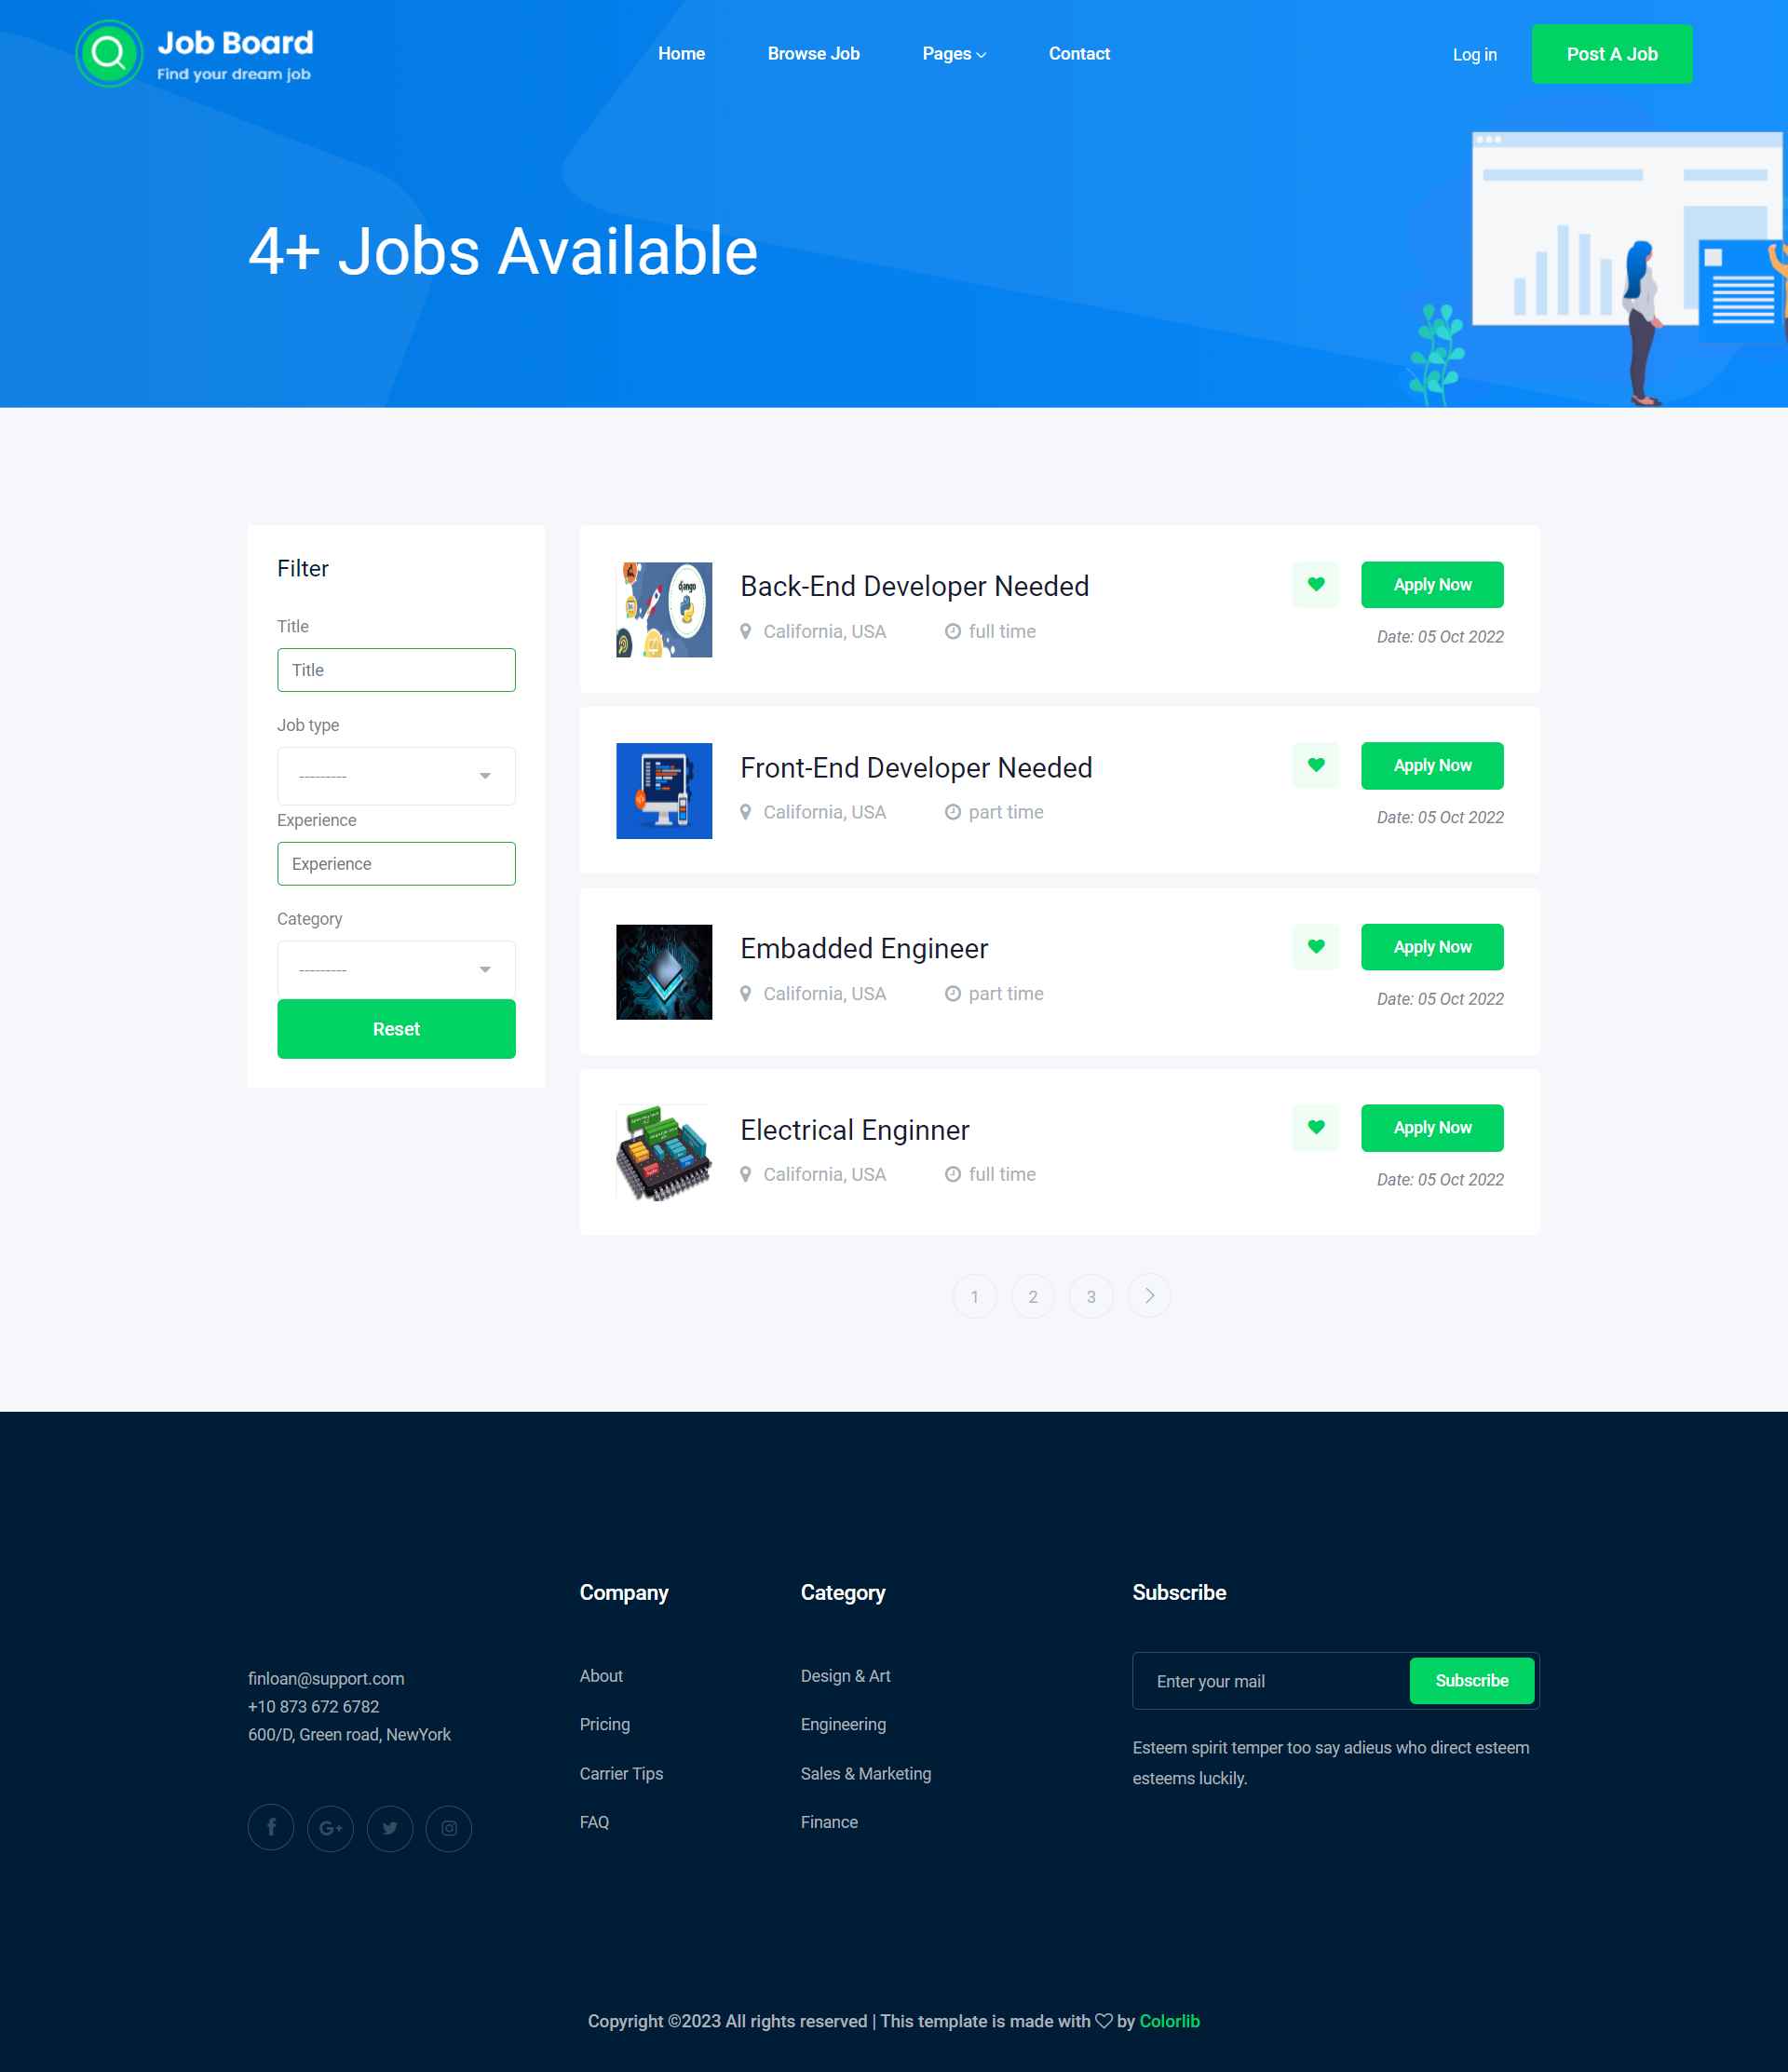 Job Board
Find your dream job
Home
Browse Job
Pages
Contact
Log in
Post A Job
4+ Jobs Available
Filter
Title
Title
Job type
---------
Experience
Experience
Category
---------
Reset
django
Back-End Developer Needed
California, USA
full time
Apply Now
Date: 05 Oct 2022
Front-End Developer Needed
California, USA
part time
Apply Now
Date: 05 Oct 2022
Embadded Engineer
California, USA
part time
Apply Now
Date: 05 Oct 2022
Electrical Enginner
California, USA
full time
Apply Now
Date: 05 Oct 2022
1
2
3
finloan@support.com
+10 873 672 6782
600/D, Green road, NewYork
Company
About
Pricing
Carrier Tips
FAQ
Category
Design & Art
Engineering
Sales & Marketing
Finance
Subscribe
Enter your mail
Subscribe
Esteem spirit temper too say adieus who direct esteem
esteems luckily.
Copyright ©2023 All rights reserved | This template is made with ♡ by Colorlib